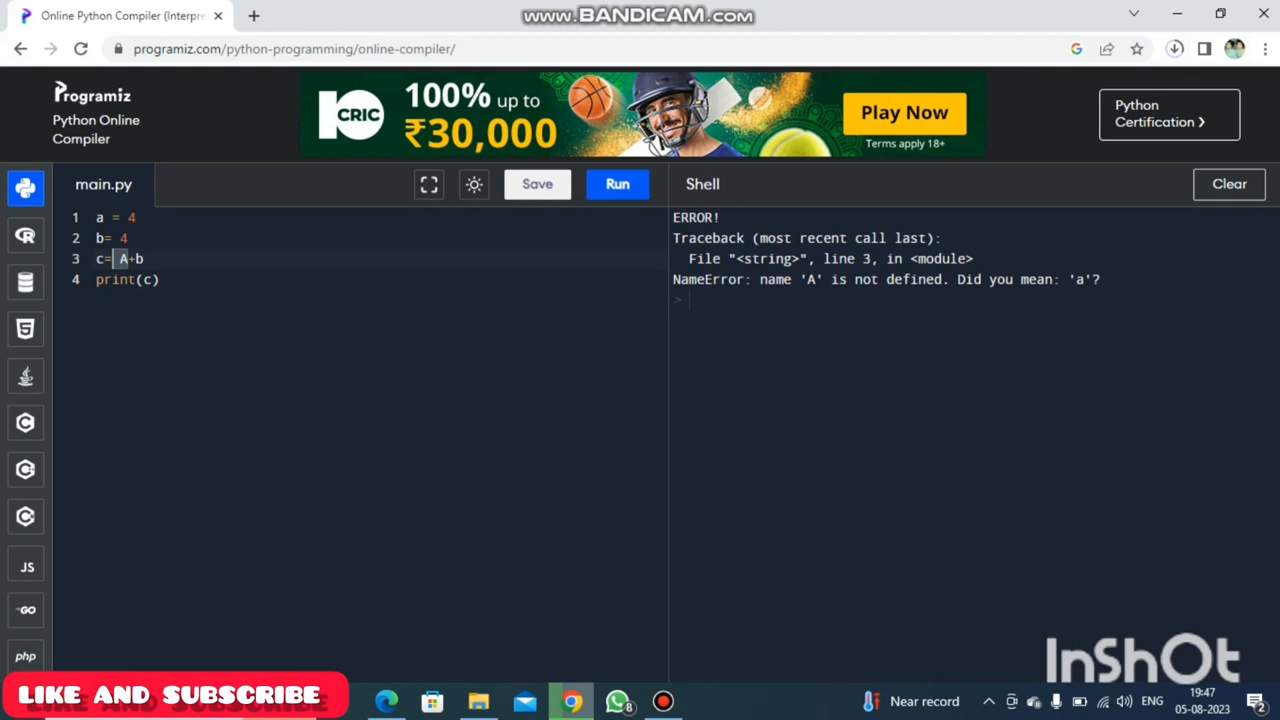 Online Python Compiler (Interpre
www.BANDICAM.com
programiz.com/python-programming/online-compiler/
Programiz
Python Online
Compiler
10 CRIC
100% up to
₹30,000
Play Now
Terms apply 18+
Python
Certification ❯
main.py
Save
Run
Shell
Clear
1 a = 4
2 b= 4
3 c= A+b
4 print(c)
ERROR!
Traceback (most recent call last):
File "<string>", line 3, in <module>
NameError: name 'A' is not defined. Did you mean: 'a'?
>
JS
GO
php
InShOt
LIKE AND SUBSCRIBE
8
Near record
ENG
19:47
05-08-2023
2